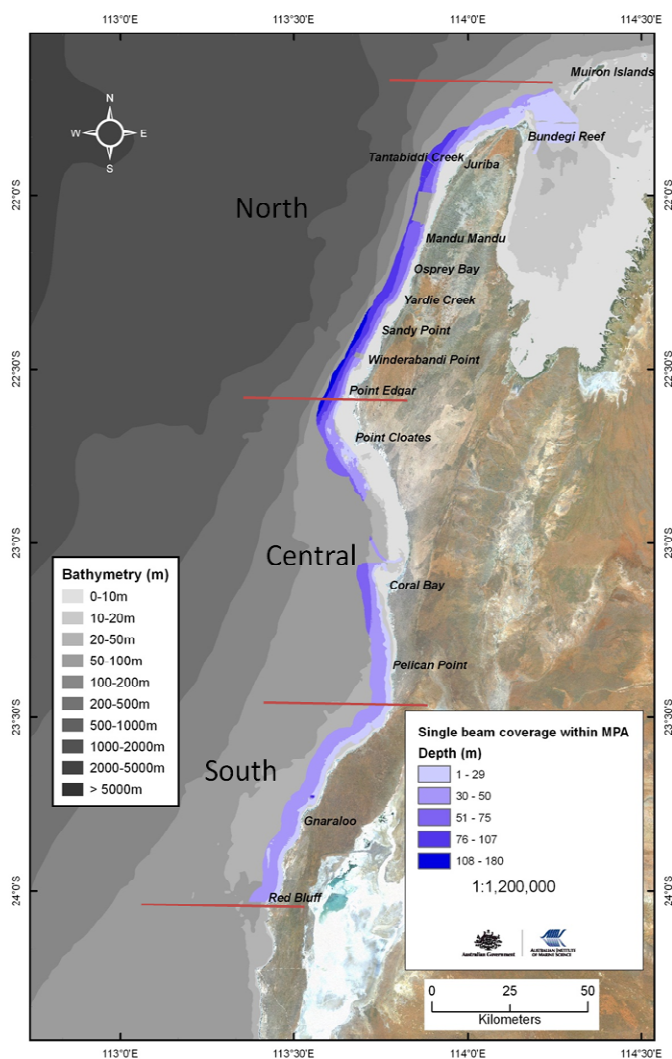 113°0'E 113°30'E 114°0'E 114°30'E
Muiron Islands
N
W E
S
Bundegi Reef
Tantabiddi Creek
Juriba
22°0'S 22°0'S
North
Mandu Mandu
Osprey Bay
Yardie Creek
Sandy Point
Winderabandi Point
22°30'S 22°30'S
Point Edgar
Point Cloates
23°0'S 23°0'S
Central
Coral Bay
Bathymetry (m)
0-10m
10-20m
20-50m
50-100m
100-200m
200-500m
500-1000m
1000-2000m
2000-5000m
> 5000m
Pelican Point
23°30'S 23°30'S
South
Gnaraloo
Single beam coverage within MPA
Depth (m)
1 - 29
30 - 50
51 - 75
76 - 107
108 - 180
1:1,200,000
24°0'S 24°0'S
Red Bluff
Australian Government
AUSTRALIAN INSTITUTE
OF MARINE SCIENCE
0 25 50
Kilometers
113°0'E 113°30'E 114°0'E 114°30'E